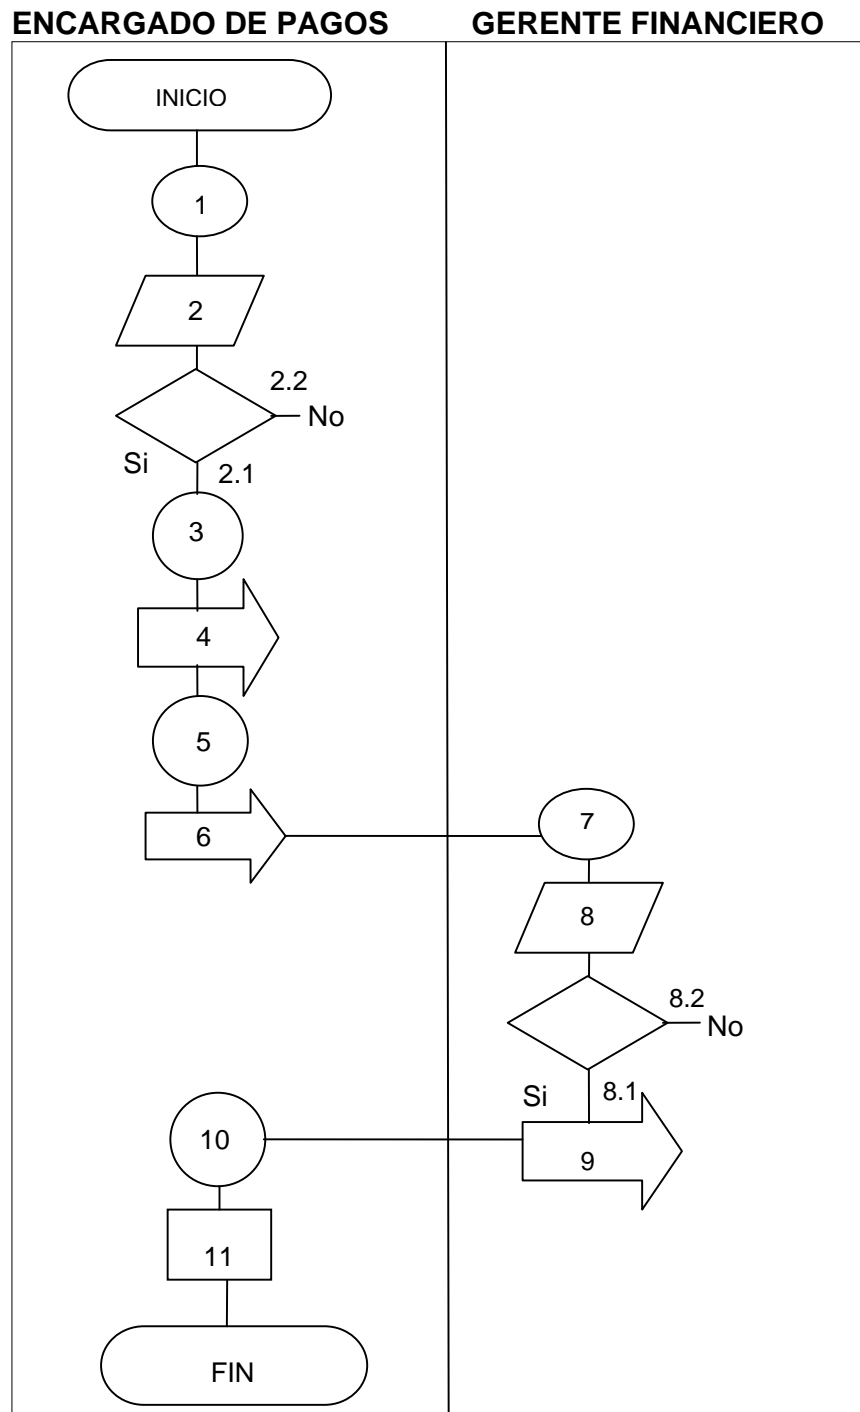 ENCARGADO DE PAGOS GERENTE FINANCIERO
INICIO
1
2
2.2
No
Si
2.1
3
4
5
6
7
8
8.2
No
Si
8.1
9
10
11
FIN